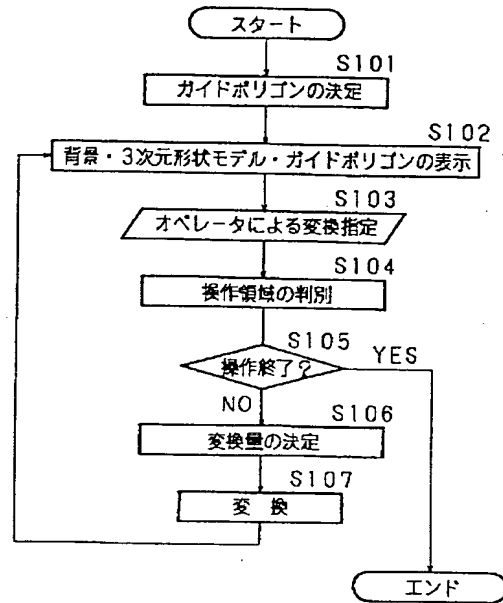 スタート
S101
ガイドポリゴンの決定
S102
背景・3次元形状モデル・ガイドポリゴンの表示
S103
オペレータによる変換指定
S104
操作領域の判別
S105
操作終了?
YES
NO
S106
変換量の決定
S107
変 換
エンド